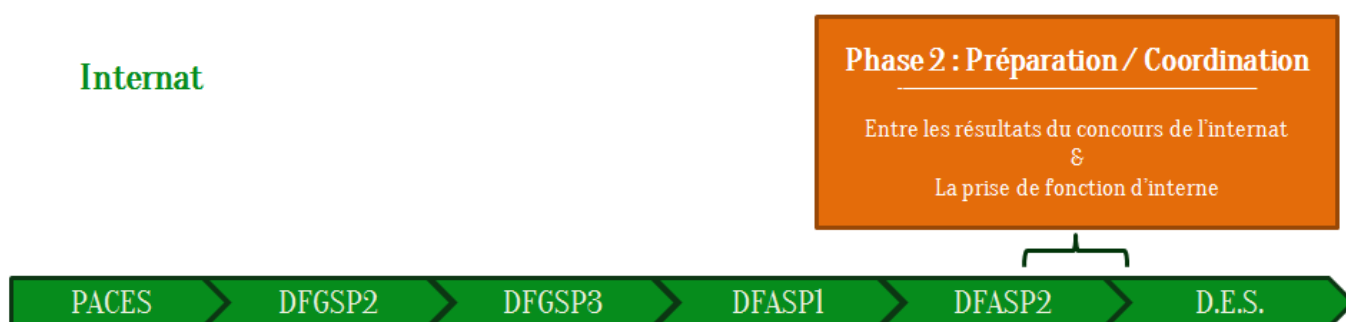 Internat
Phase 2 : Préparation / Coordination
Entre les résultats du concours de l'internat
&
La prise de fonction d'interne
PACES
DFGSP2
DFGSP3
DFASP1
DFASP2
D.E.S.